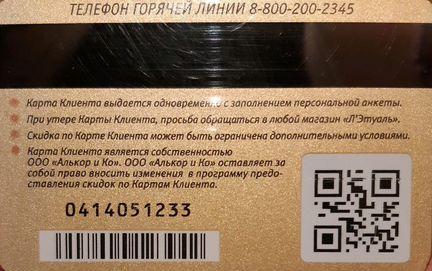 ТЕЛЕФОН ГОРЯЧЕЙ ЛИНИИ 8-800-200-2345
Карта Клиента выдается одновременно с заполнением персональной анкеты.
При утере Карты Клиента, просьба обращаться в любой магазин «Л'Этуаль».
Скидка по Карте Клиента может быть ограничена дополнительными условиями.
Карта Клиента является собственностью
ООО «Алькор и Ко». ООО «Алькор и Ко» оставляет за
собой право вносить изменения в программу предо-
ставления скидок по Картам Клиента.
0414051233